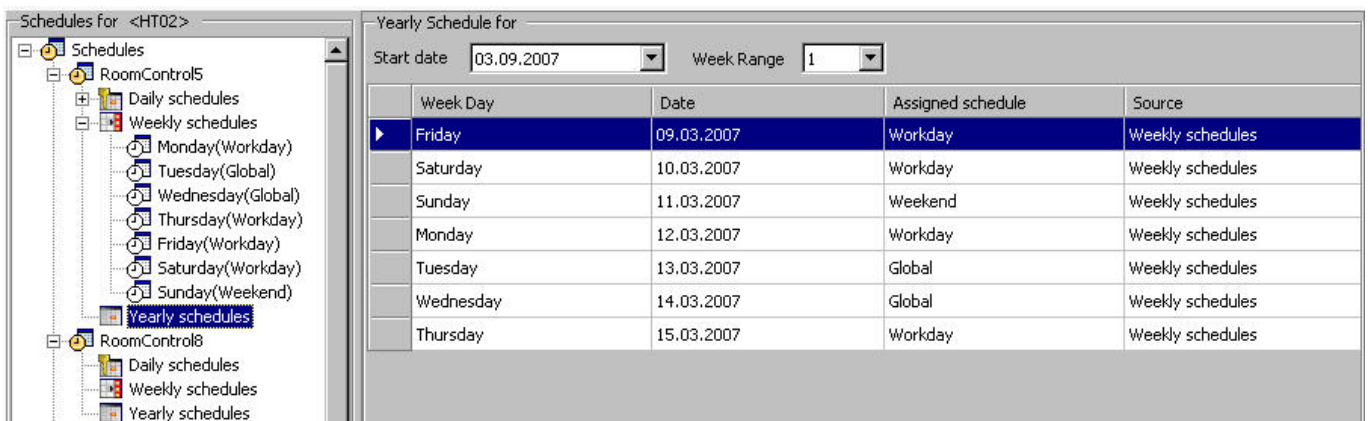 Schedules for <HT02>
Schedules
RoomControl5
Daily schedules
Weekly schedules
Monday(Workday)
Tuesday(Global)
Wednesday(Global)
Thursday(Workday)
Friday(Workday)
Saturday(Workday)
Sunday(Weekend)
Yearly schedules
RoomControl8
Daily schedules
Weekly schedules
Yearly schedules
Yearly Schedule for
Start date 03.09.2007 Week Range 1
Week Day Date Assigned schedule Source
Friday 09.03.2007 Workday Weekly schedules
Saturday 10.03.2007 Workday Weekly schedules
Sunday 11.03.2007 Weekend Weekly schedules
Monday 12.03.2007 Workday Weekly schedules
Tuesday 13.03.2007 Global Weekly schedules
Wednesday 14.03.2007 Global Weekly schedules
Thursday 15.03.2007 Workday Weekly schedules